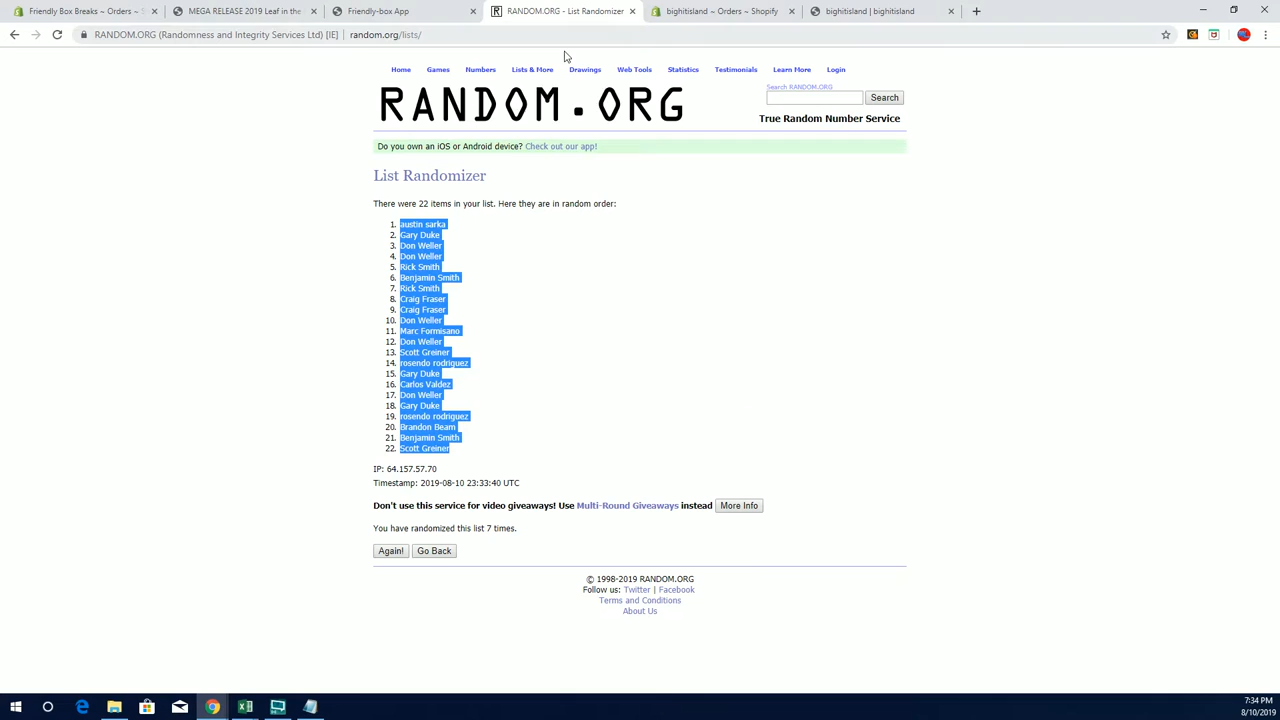 Friendly Box Breaks ~ Orders ~ S
MEGA RELEASE 2019 Leaf in the
Friendly-box App
RANDOM.ORG - List Randomizer
bighitisland ~ Orders ~ Shopify
bighitisland | bighitisland
RANDOM.ORG (Randomness and Integrity Services Ltd) [IE] | random.org/lists/
Home Games Numbers Lists & More Drawings Web Tools Statistics Testimonials Learn More Login
RANDOM.ORG
Search RANDOM.ORG
Search
True Random Number Service
Do you own an iOS or Android device? Check out our app!
List Randomizer
There were 22 items in your list. Here they are in random order:
1. austin sarka
2. Gary Duke
3. Don Weller
4. Don Weller
5. Rick Smith
6. Benjamin Smith
7. Rick Smith
8. Craig Fraser
9. Craig Fraser
10. Don Weller
11. Marc Formisano
12. Don Weller
13. Scott Greiner
14. rosendo rodriguez
15. Gary Duke
16. Carlos Valdez
17. Don Weller
18. Gary Duke
19. rosendo rodriguez
20. Brandon Beam
21. Benjamin Smith
22. Scott Greiner
IP: 64.157.57.70
Timestamp: 2019-08-10 23:33:40 UTC
Don't use this service for video giveaways! Use Multi-Round Giveaways instead More Info
You have randomized this list 7 times.
Again! Go Back
© 1998-2019 RANDOM.ORG
Follow us: Twitter | Facebook
Terms and Conditions
About Us
7:34 PM
8/10/2019